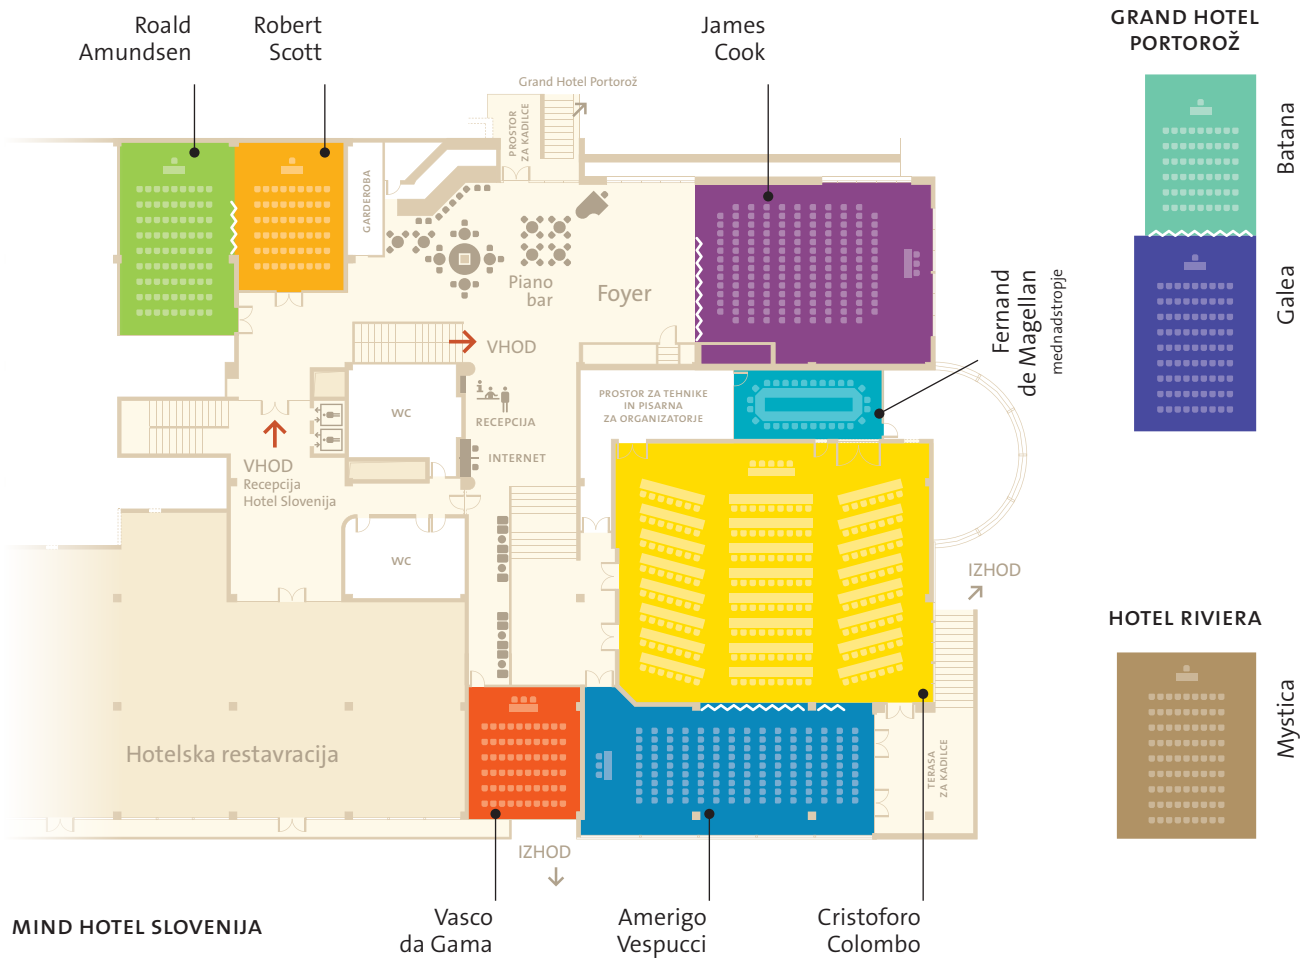 Roald
Amundsen
Robert
Scott
James
Cook
GRAND HOTEL
PORTOROŽ
Grand Hotel Portorož
PROSTOR
ZA KADILCE
Batana
GARDEROBA
Piano
bar
Foyer
Galea
Fernand
de Magellan
mednadstropje
VHOD
PROSTOR ZA TEHNIKE
IN PISARNA
ZA ORGANIZATORJE
WC
RECEPCIJA
INTERNET
VHOD
Recepcija
Hotel Slovenija
WC
IZHOD
HOTEL RIVIERA
Mystica
Hotelska restavracija
TERASA
ZA KADILCE
IZHOD
MIND HOTEL SLOVENIJA
Vasco
da Gama
Amerigo
Vespucci
Cristoforo
Colombo